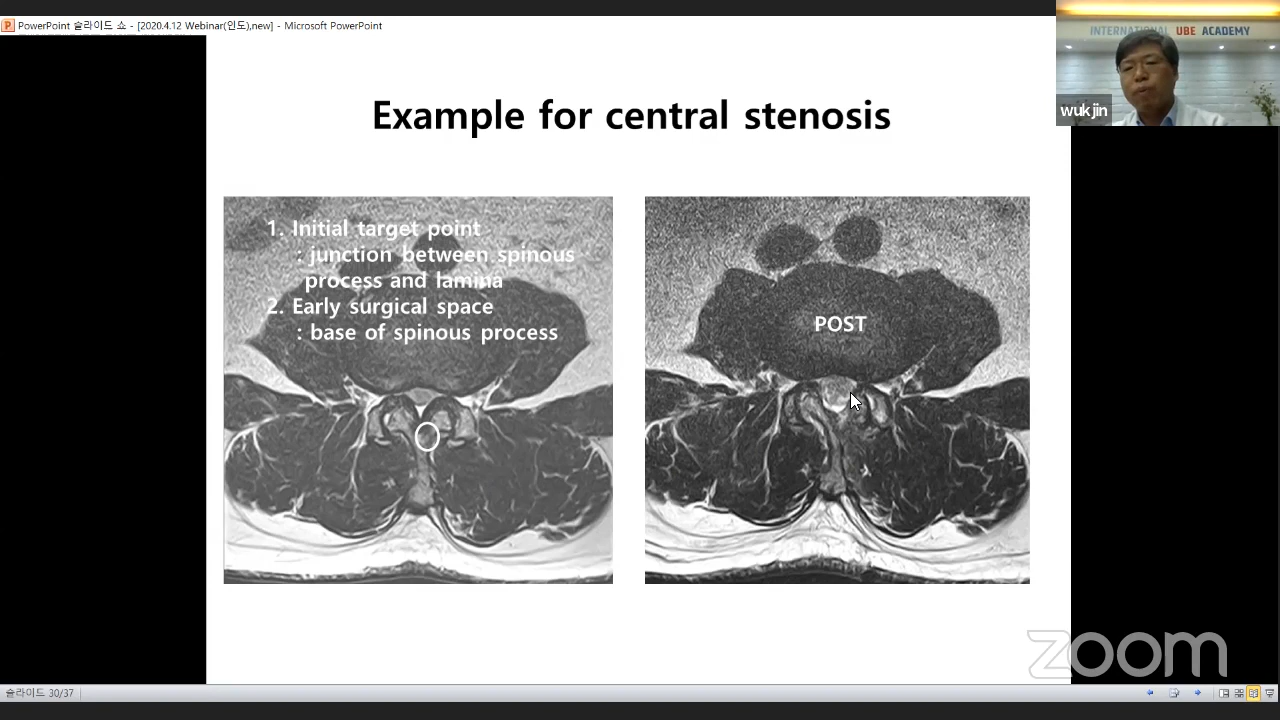 PowerPoint 슬라이드 쇼 - [2020.4.12 Webinar(인도),new] - Microsoft PowerPoint
INTERNATIONAL UBE ACADEMY
wuk jin
Example for central stenosis
1. Initial target point
: junction between spinous
process and lamina
2. Early surgical space
: base of spinous process
POST
zoom
슬라이드 30/37